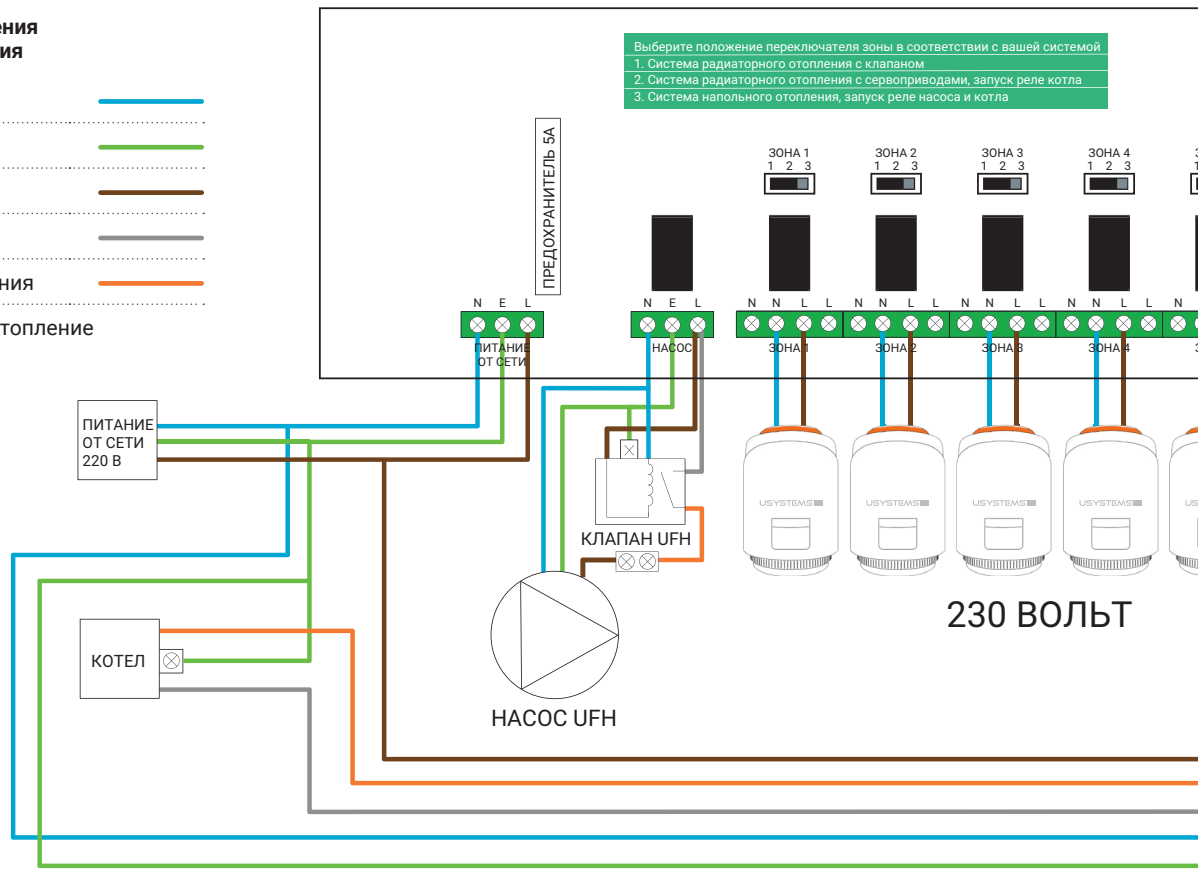 ения
ия
ния
топление
Выберите положение переключателя зоны в соответствии с вашей системой
1. Система радиаторного отопления с клапаном
2. Система радиаторного отопления с сервоприводами, запуск реле котла
3. Система напольного отопления, запуск реле насоса и котла
ПРЕДОХРАНИТЕЛЬ 5А
ЗОНА 1
1 2 3
ЗОНА 2
1 2 3
ЗОНА 3
1 2 3
ЗОНА 4
1 2 3
N E L
N E L
N N L L
N N L L
N N L L
N N L L
N
ПИТАНИЕ
ОТ СЕТИ
НАСОС
ЗОНА 1
ЗОНА 2
ЗОНА 3
ЗОНА 4
ПИТАНИЕ
ОТ СЕТИ
220 В
КЛАПАН UFH
USYSTEMS
USYSTEMS
USYSTEMS
USYSTEMS
US
230 ВОЛЬТ
КОТЕЛ
НАСОС UFH